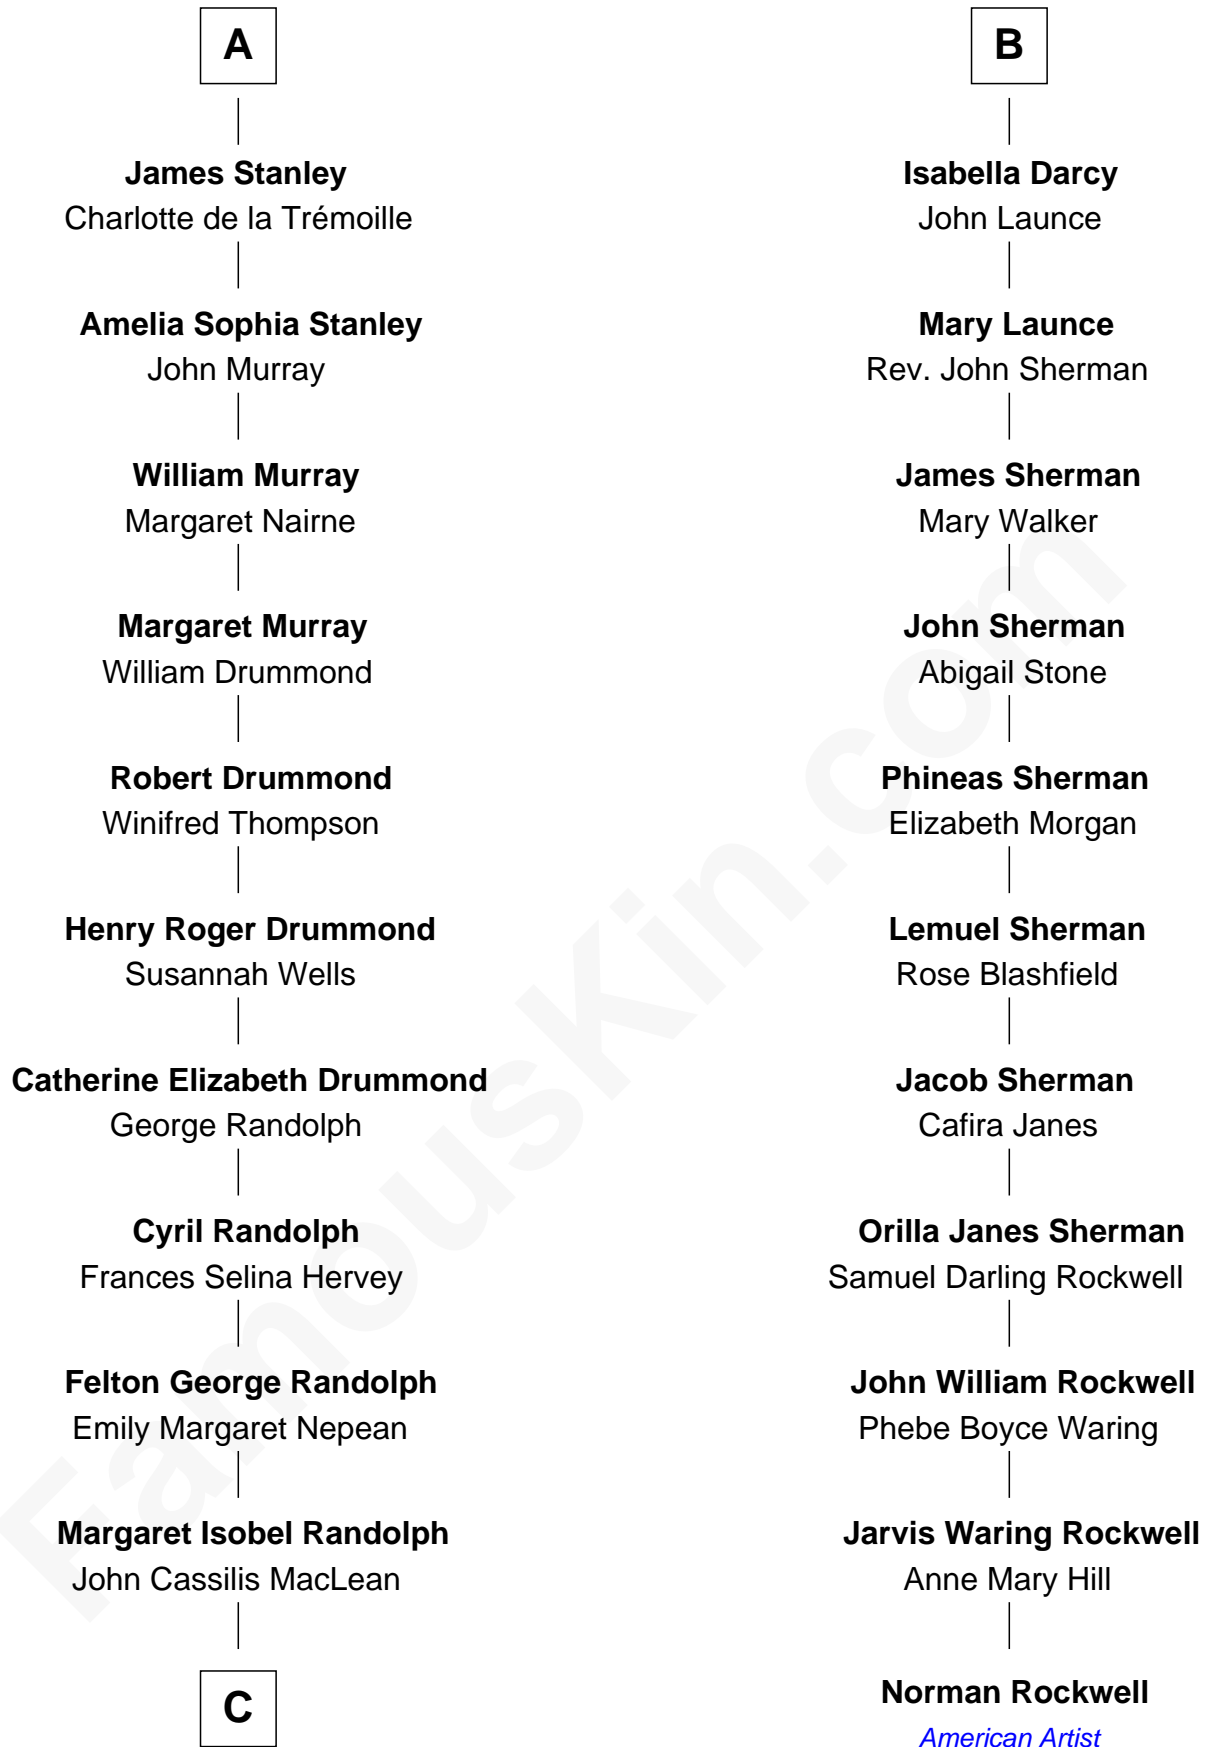 A
James Stanley
Charlotte de la Trémoille
Amelia Sophia Stanley
John Murray
William Murray
Margaret Nairne
Margaret Murray
William Drummond
Robert Drummond
Winifred Thompson
Henry Roger Drummond
Susannah Wells
Catherine Elizabeth Drummond
George Randolph
Cyril Randolph
Frances Selina Hervey
Felton George Randolph
Emily Margaret Nepean
Margaret Isobel Randolph
John Cassilis MacLean
C
B
Isabella Darcy
John Launce
Mary Launce
Rev. John Sherman
James Sherman
Mary Walker
John Sherman
Abigail Stone
Phineas Sherman
Elizabeth Morgan
Lemuel Sherman
Rose Blashfield
Jacob Sherman
Cafira Janes
Orilla Janes Sherman
Samuel Darling Rockwell
John William Rockwell
Phebe Boyce Waring
Jarvis Waring Rockwell
Anne Mary Hill
Norman Rockwell
American Artist
FamousKin.com